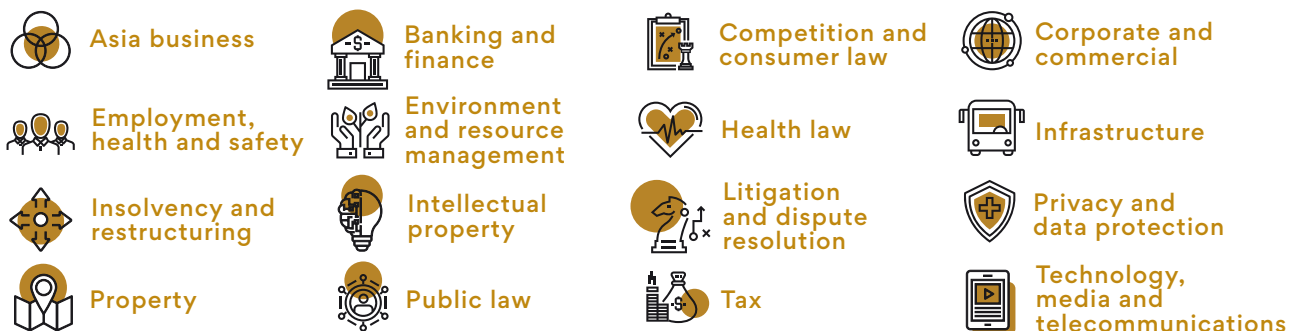 Asia business
Banking and
finance
Competition and
consumer law
Corporate and
commercial
Employment,
health and safety
Environment
and resource
management
Health law
Infrastructure
Insolvency and
restructuring
Intellectual
property
Litigation
and dispute
resolution
Privacy and
data protection
Property
Public law
Tax
Technology,
media and
telecommunications